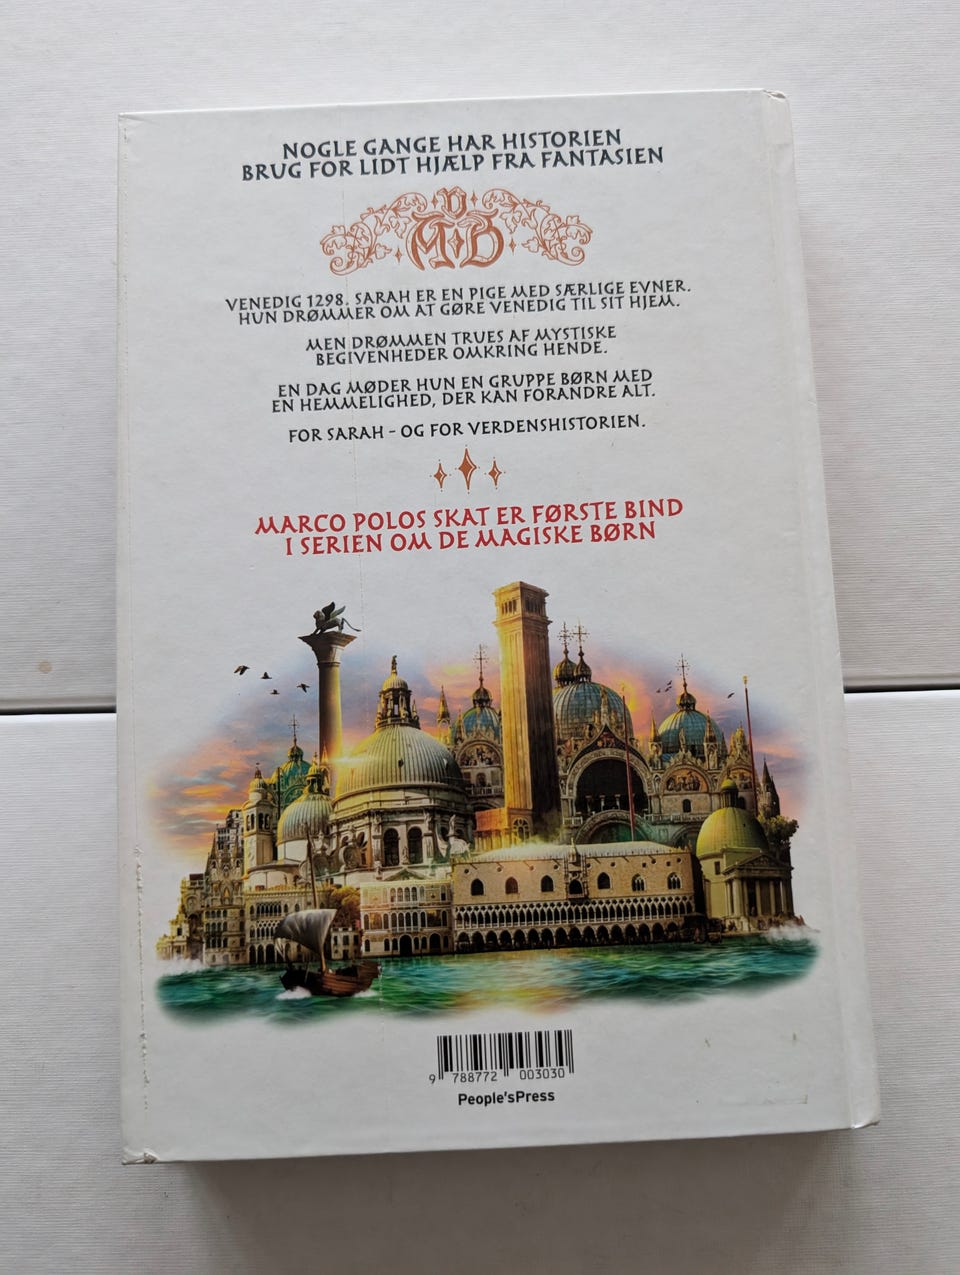 NOGLE GANGE HAR HISTORIEN
BRUG FOR LIDT HJÆLP FRA FANTASIEN
D
M·B
VENEDIG 1298. SARAH ER EN PIGE MED SÆRLIGE EVNER.
HUN DRØMMER OM AT GØRE VENEDIG TIL SIT HJEM.
MEN DRØMMEN TRUES AF MYSTISKE
BEGIVENHEDER OMKRING HENDE.
EN DAG MØDER HUN EN GRUPPE BØRN MED
EN HEMMELIGHED, DER KAN FORANDRE ALT.
FOR SARAH – OG FOR VERDENSHISTORIEN.
MARCO POLOS SKAT ER FØRSTE BIND
I SERIEN OM DE MAGISKE BØRN
9 788772 003030
People'sPress